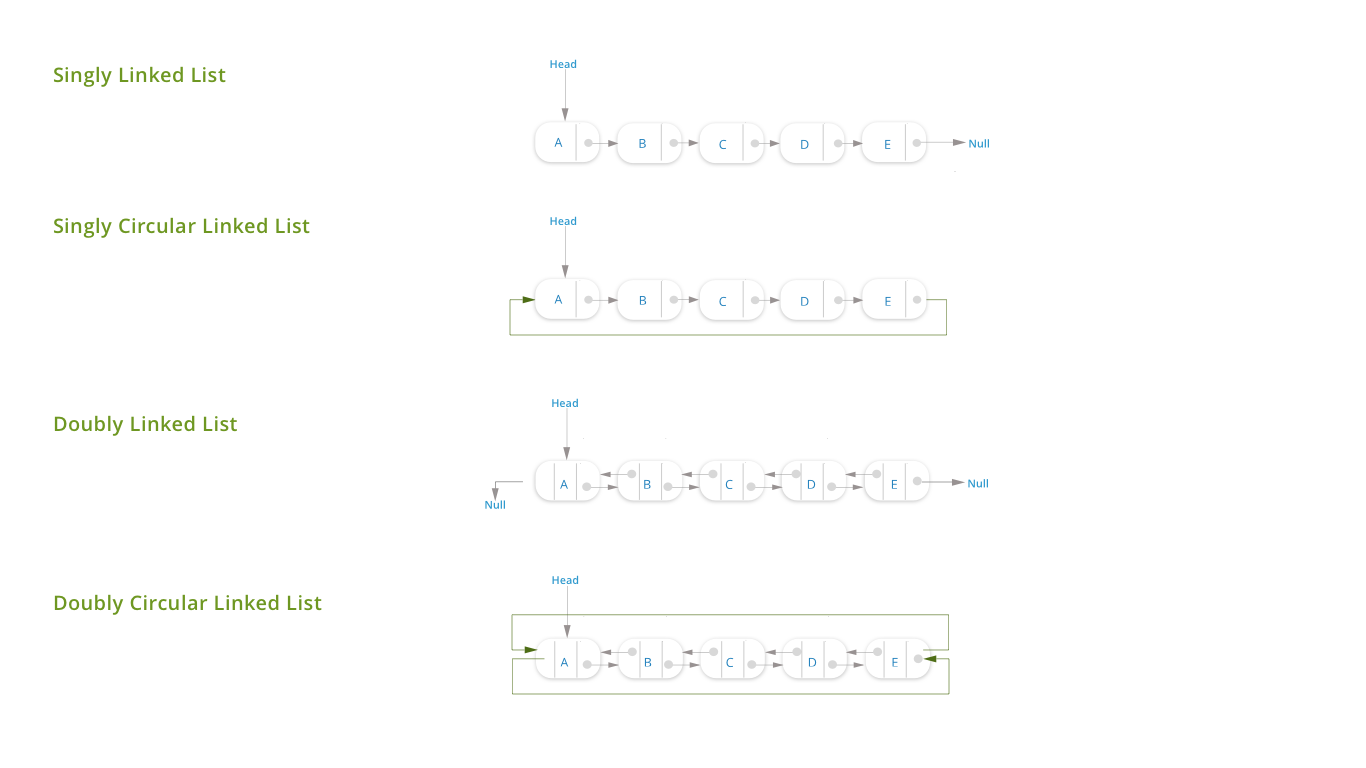 Singly Linked List
Head
A B C D E Null
Singly Circular Linked List
Head
A B C D E
Doubly Linked List
Head
A B C D E Null
Null
Doubly Circular Linked List
Head
A B C D E